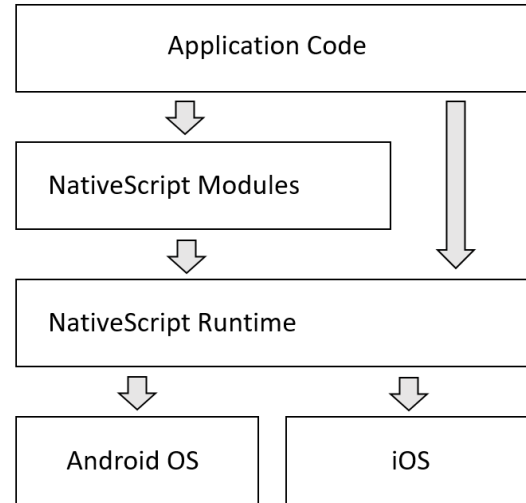 Application Code
NativeScript Modules
NativeScript Runtime
Android OS
iOS